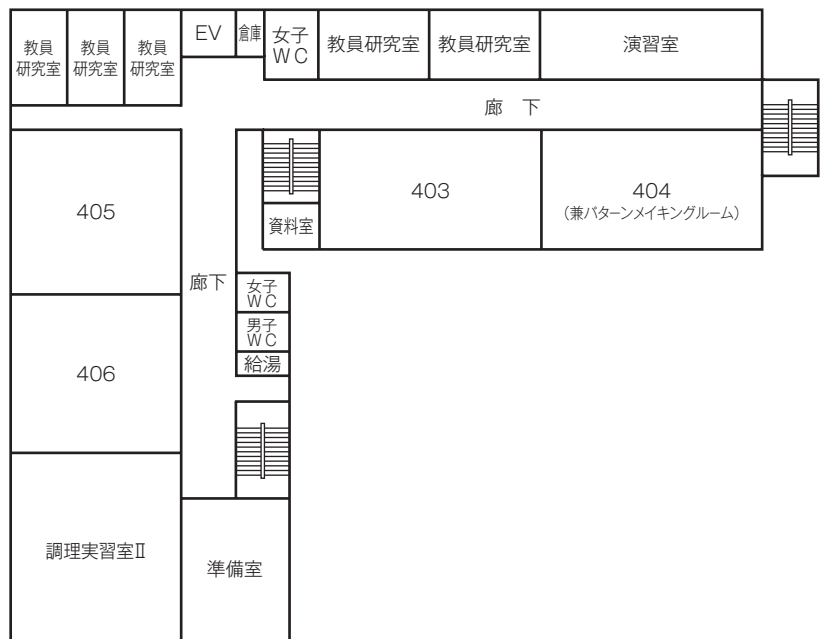 教員
研究室
教員
研究室
教員
研究室
EV
倉庫
女子
WC
教員研究室
教員研究室
演習室
廊 下
405
資料室
403
404
(兼パターンメイキングルーム)
廊下
女子
WC
男子
WC
給湯
406
調理実習室Ⅱ
準備室